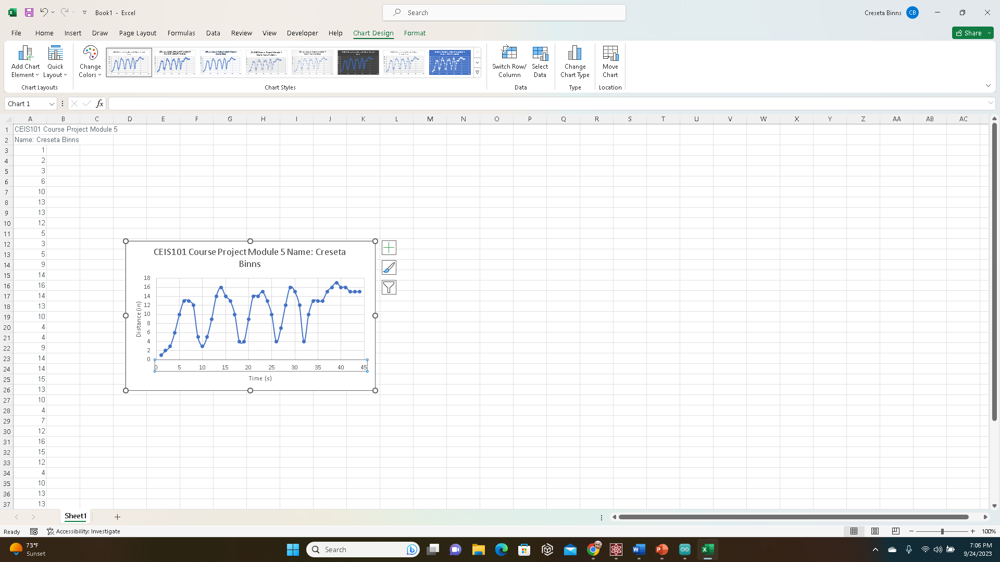 Book1 - Excel
Search
Creseta Binns
CB
File Home Insert Draw Page Layout Formulas Data Review View Developer Help Chart Design Format
Share
Add Chart Element
Quick Layout
Change Colors
Switch Row/ Column
Select Data
Change Chart Type
Move Chart
Chart Layouts
Chart Styles
Data
Type
Location
Chart 1
fx
A B C D E F G H I J K L M N O P Q R S T U V W X Y Z AA AB AC
1 CEIS101 Course Project Module 5
2 Name: Creseta Binns
3 1
4 2
5 3
6 6
7 10
8 13
9 13
10 12
11 5
12 3
13 5
14 9
15 14
16 16
17 14
18 13
19 10
20 4
21 4
22 9
23 14
24 14
25 15
26 13
27 10
28 4
29 7
30 12
31 16
32 15
33 12
34 4
35 10
36 13
37 13
CEIS101 Course Project Module 5 Name: Creseta
Binns
Distance (in)
18
16
14
12
10
8
6
4
2
0
0 5 10 15 20 25 30 35 40 45
Time (s)
Sheet1
Ready
Accessibility: Investigate
100%
73°F
Sunset
Search
7:06 PM
9/24/2023